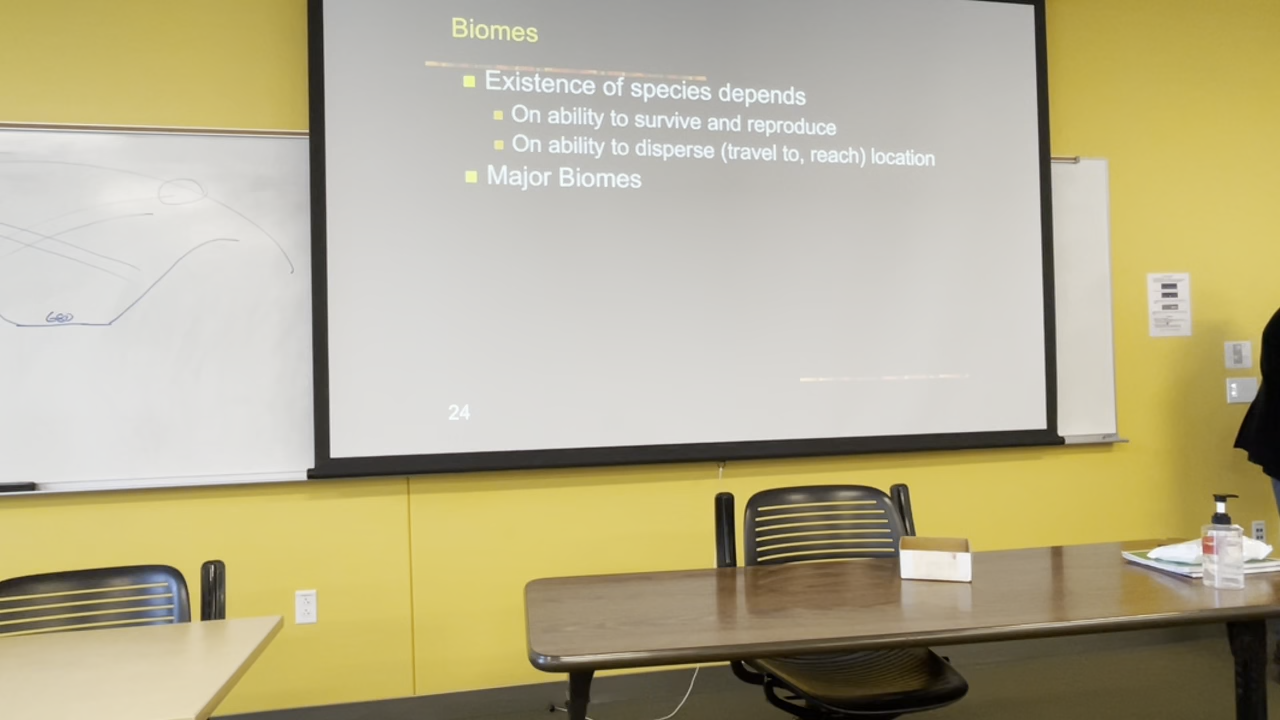 Biomes
Existence of species depends
On ability to survive and reproduce
On ability to disperse (travel to, reach) location
Major Biomes
24